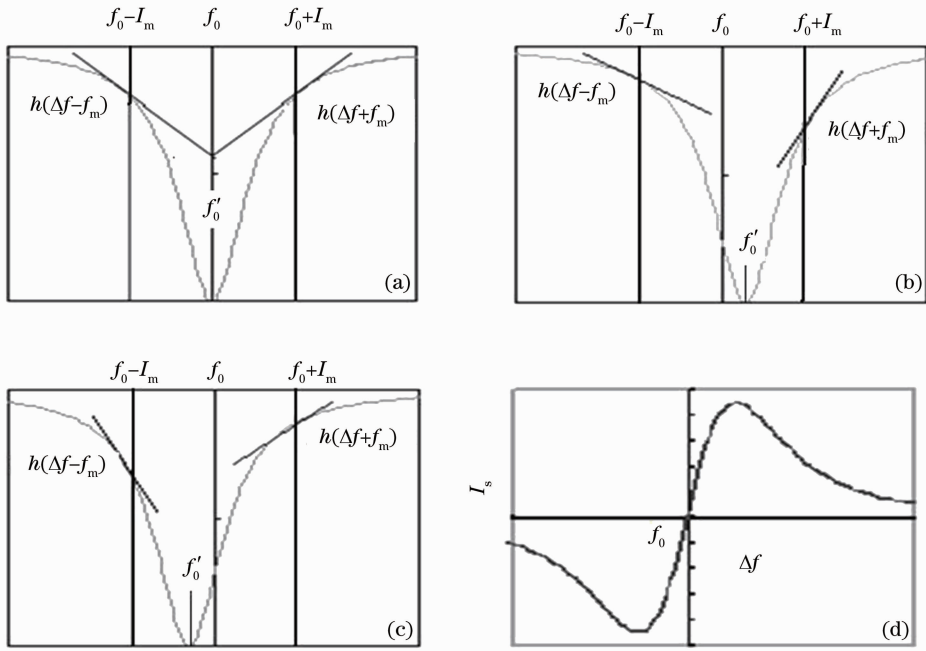 f₀−Iₘ f₀ f₀+Iₘ
h(Δf−fₘ)
h(Δf+fₘ)
f₀′
(a)
f₀−Iₘ f₀ f₀+Iₘ
h(Δf−fₘ)
h(Δf+fₘ)
f₀′
(b)
f₀−Iₘ f₀ f₀+Iₘ
h(Δf−fₘ)
h(Δf+fₘ)
f₀′
(c)
Iₛ
f₀
Δf
(d)